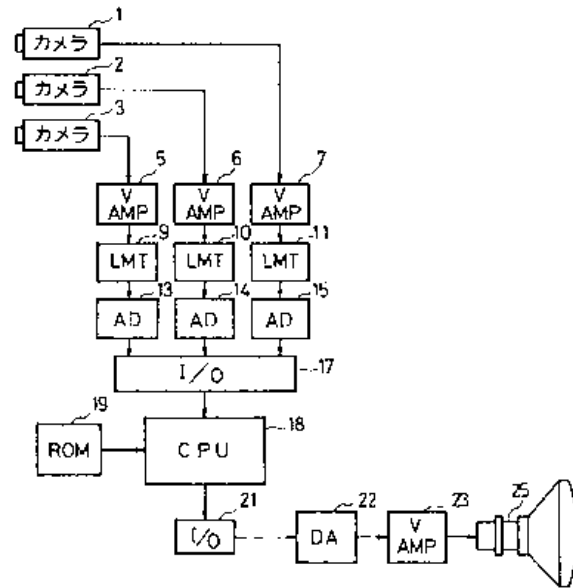 1
カメラ
2
カメラ
3
カメラ
5
6
7
V
AMP
V
AMP
V
AMP
9
10
11
LMT
LMT
LMT
13
14
15
AD
AD
AD
I/O
17
19
18
ROM
CPU
21
22
23
25
I/O
DA
V
AMP